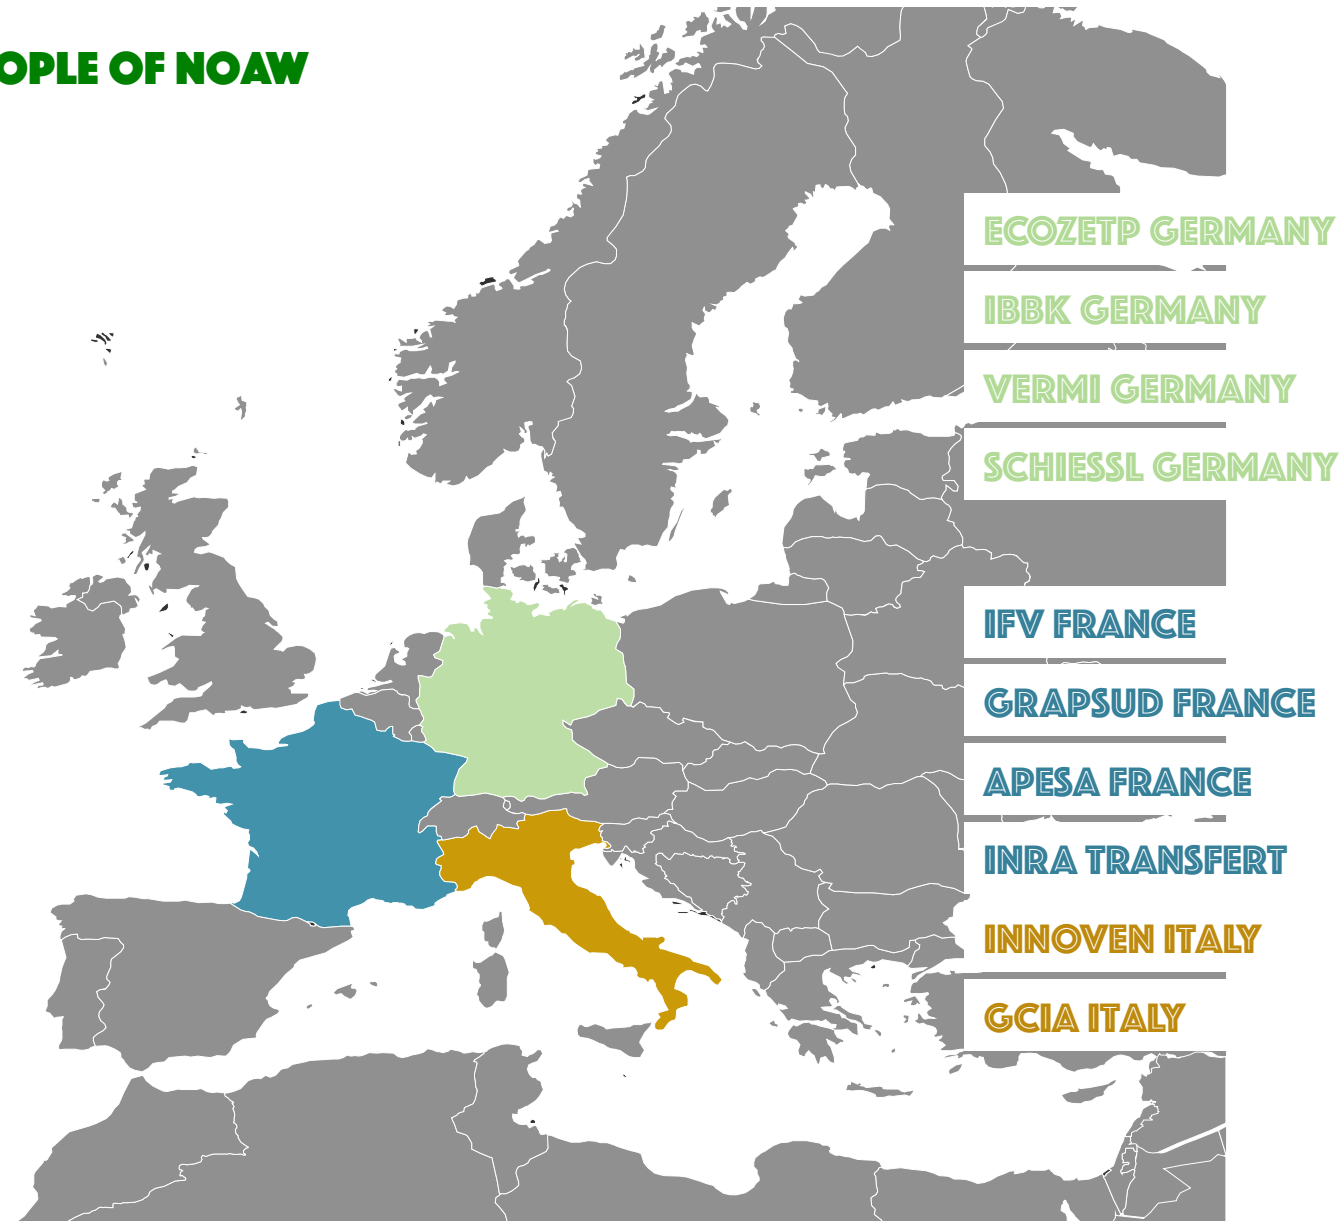 OPLE OF NOAW
ECOZETP GERMANY
IBBK GERMANY
VERMI GERMANY
SCHIESSL GERMANY
IFV FRANCE
GRAPSUD FRANCE
APESA FRANCE
INRA TRANSFERT
INNOVEN ITALY
GCIA ITALY